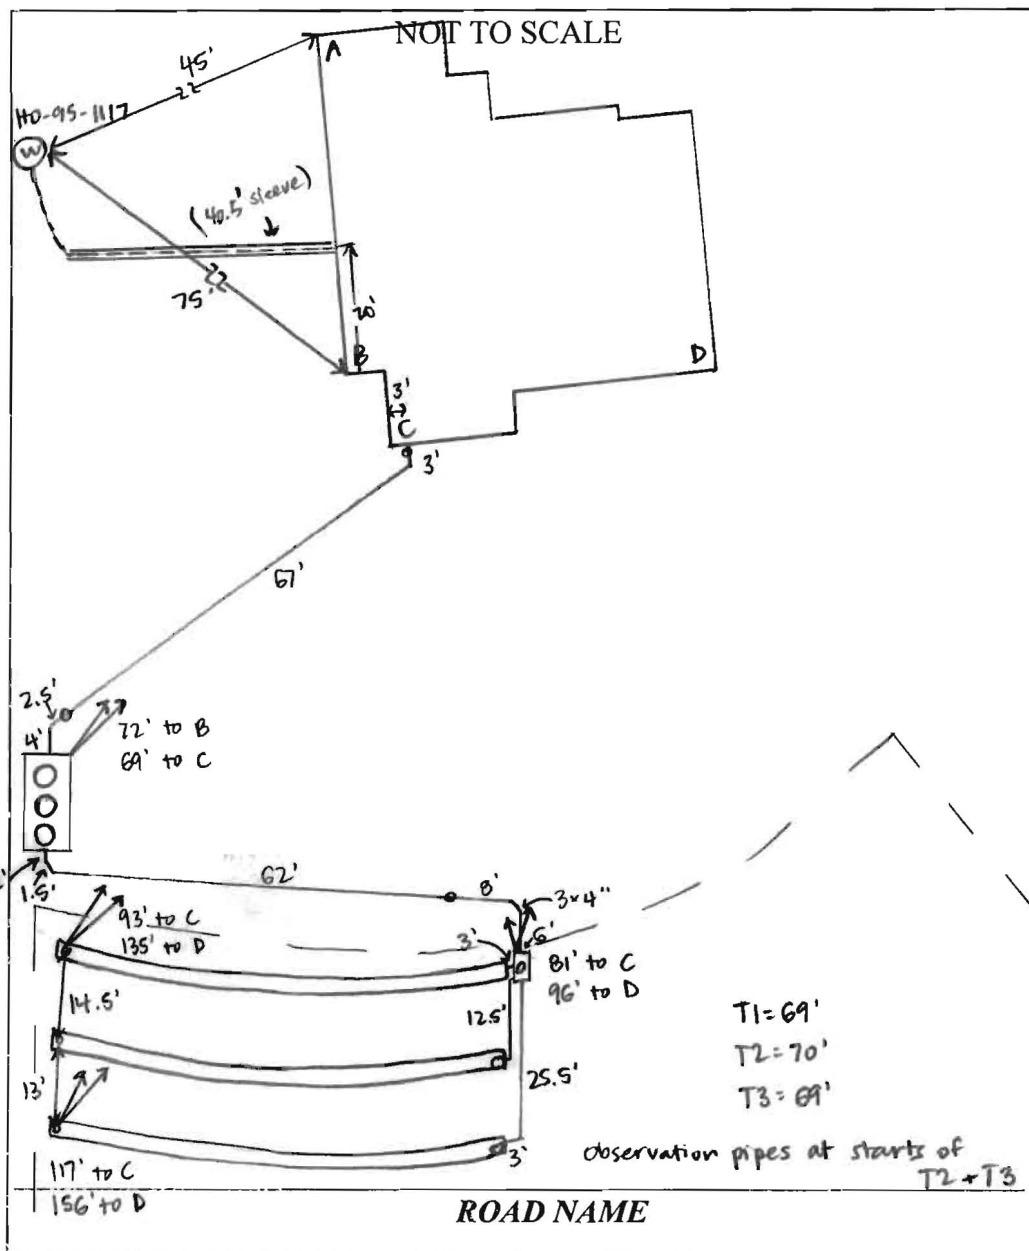 NOT TO SCALE
A
45'
HO-95-1117
W
(40.5' sleeve)
75'
20'
B
D
3'
C
3'
67'
2.5'
72' to B
4'
69' to C
62'
8'
3x4"
1.5'
93' to C
135' to D
3'
6'
81' to C
96' to D
14.5'
12.5'
T1=69'
T2=70'
13'
25.5'
T3=69'
3'
observation pipes at starts of
T2+T3
117' to C
156' to D
ROAD NAME